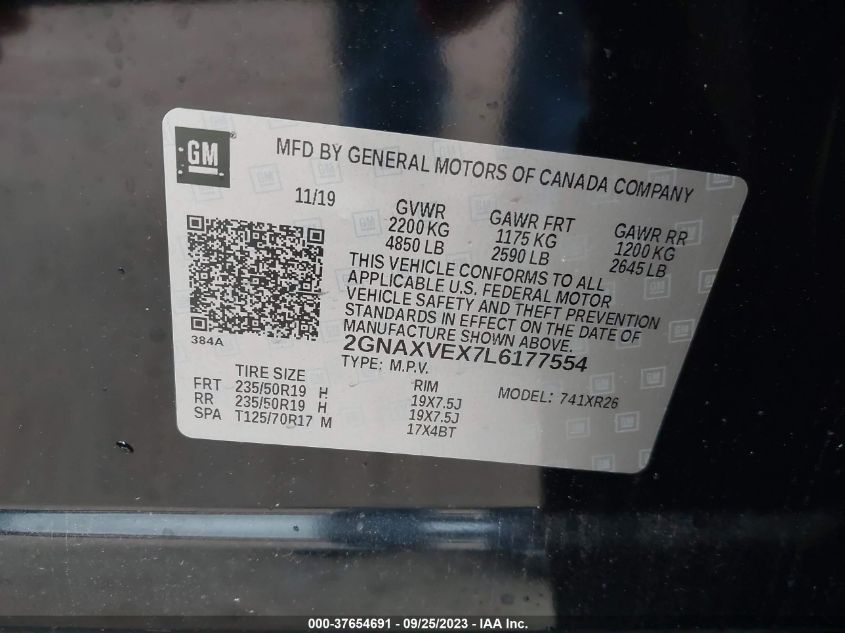 GM
MFD BY GENERAL MOTORS OF CANADA COMPANY
11/19
GVWR
2200 KG
4850 LB
GAWR FRT
1175 KG
2590 LB
GAWR RR
1200 KG
2645 LB
THIS VEHICLE CONFORMS TO ALL
APPLICABLE U.S. FEDERAL MOTOR
VEHICLE SAFETY AND THEFT PREVENTION
STANDARDS IN EFFECT ON THE DATE OF
MANUFACTURE SHOWN ABOVE.
384A
2GNAXVEX7L6177554
TYPE: M.P.V.
TIRE SIZE RIM MODEL: 741XR26
FRT 235/50R19 H 19X7.5J
RR 235/50R19 H 19X7.5J
SPA T125/70R17 M 17X4BT
000-37654691 - 09/25/2023 - IAA Inc.